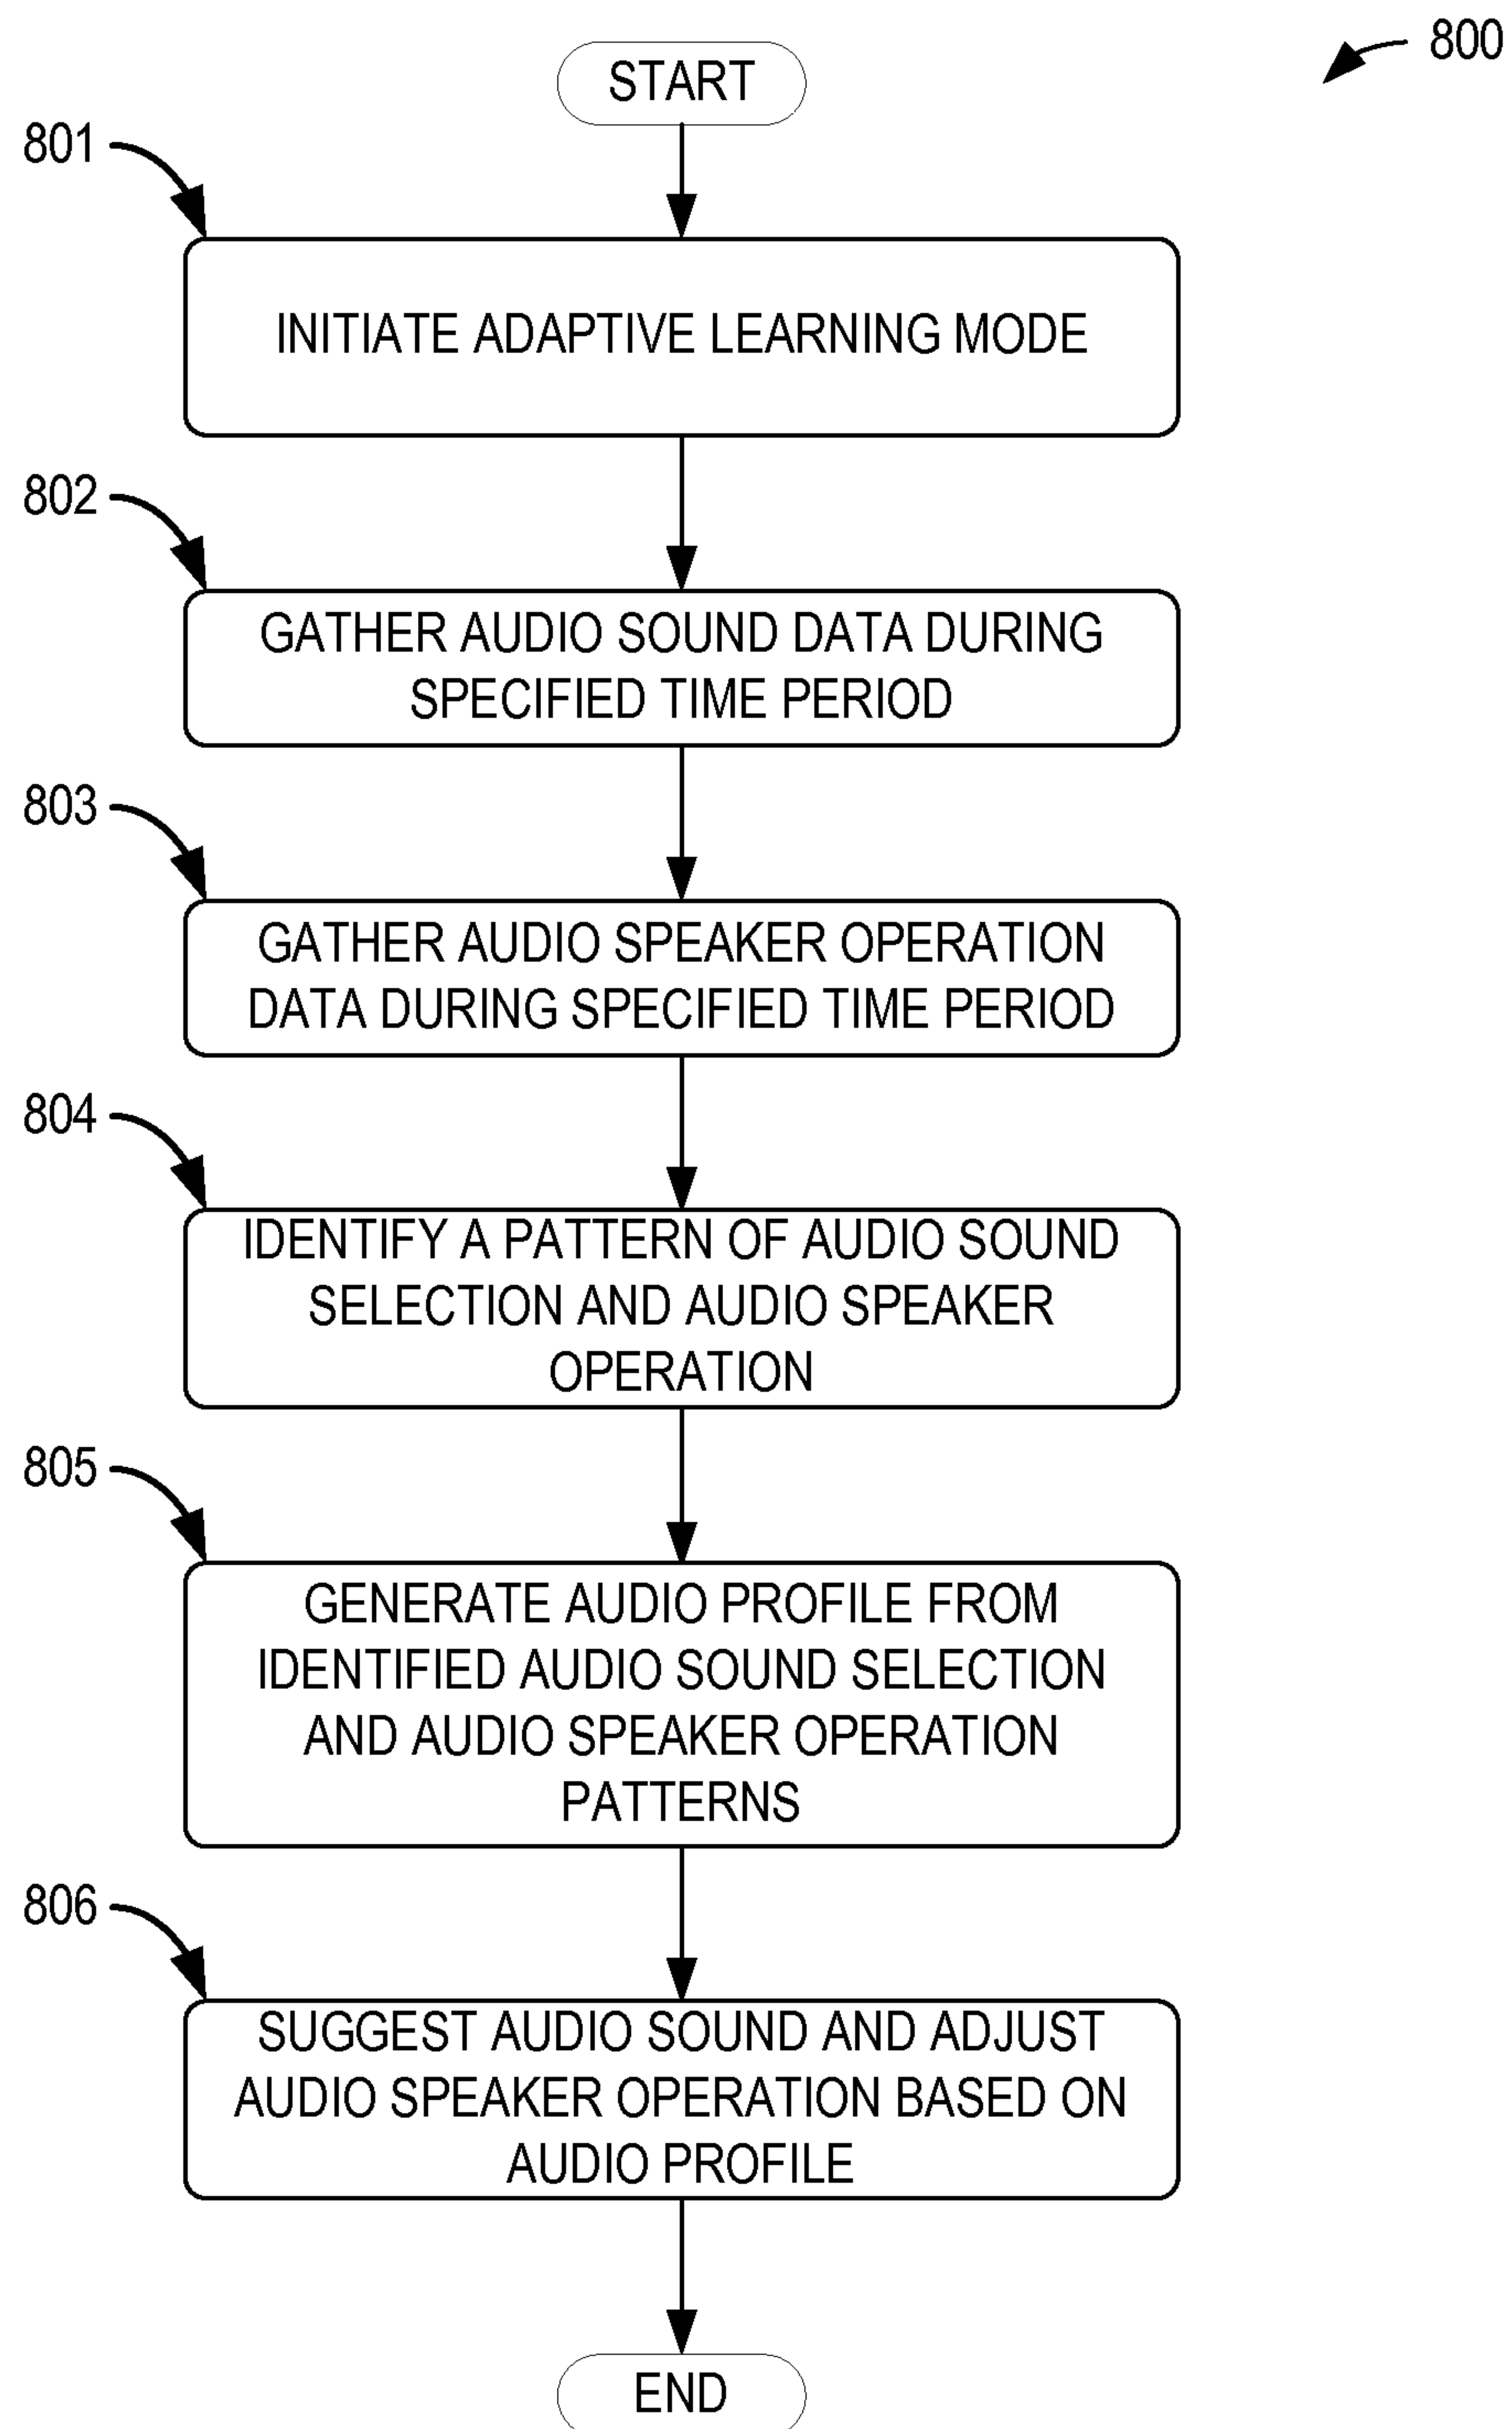 800
START
801
INITIATE ADAPTIVE LEARNING MODE
802
GATHER AUDIO SOUND DATA DURING
SPECIFIED TIME PERIOD
803
GATHER AUDIO SPEAKER OPERATION
DATA DURING SPECIFIED TIME PERIOD
804
IDENTIFY A PATTERN OF AUDIO SOUND
SELECTION AND AUDIO SPEAKER
OPERATION
805
GENERATE AUDIO PROFILE FROM
IDENTIFIED AUDIO SOUND SELECTION
AND AUDIO SPEAKER OPERATION
PATTERNS
806
SUGGEST AUDIO SOUND AND ADJUST
AUDIO SPEAKER OPERATION BASED ON
AUDIO PROFILE
END